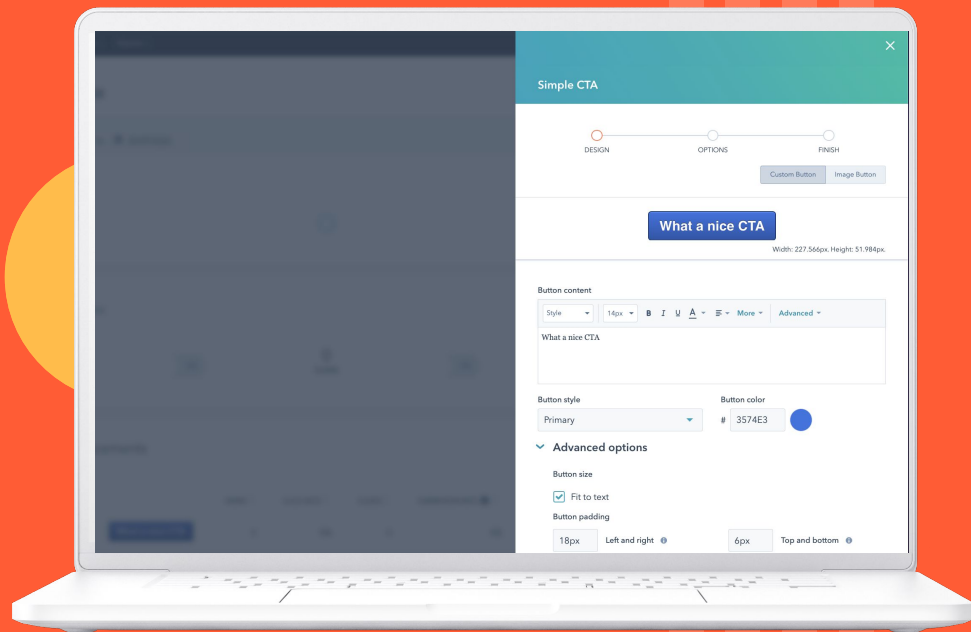 Simple CTA
DESIGN OPTIONS FINISH
Custom Button Image Button
What a nice CTA
Width: 227.566px. Height: 51.984px.
Button content
Style 14px B I U A More Advanced
What a nice CTA
Button style Button color
Primary # 3574E3
Advanced options
Button size
Fit to text
Button padding
18px Left and right 6px Top and bottom